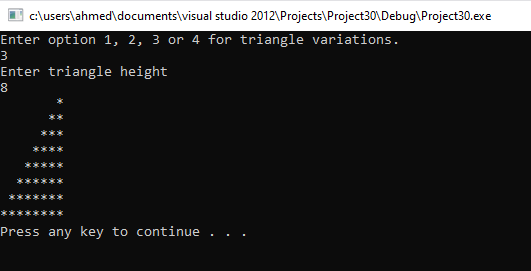 c:\users\ahmed\documents\visual studio 2012\Projects\Project30\Debug\Project30.exe
Enter option 1, 2, 3 or 4 for triangle variations.
3
Enter triangle height
8
       *
      **
     ***
    ****
   *****
  ******
 *******
********
Press any key to continue . . .